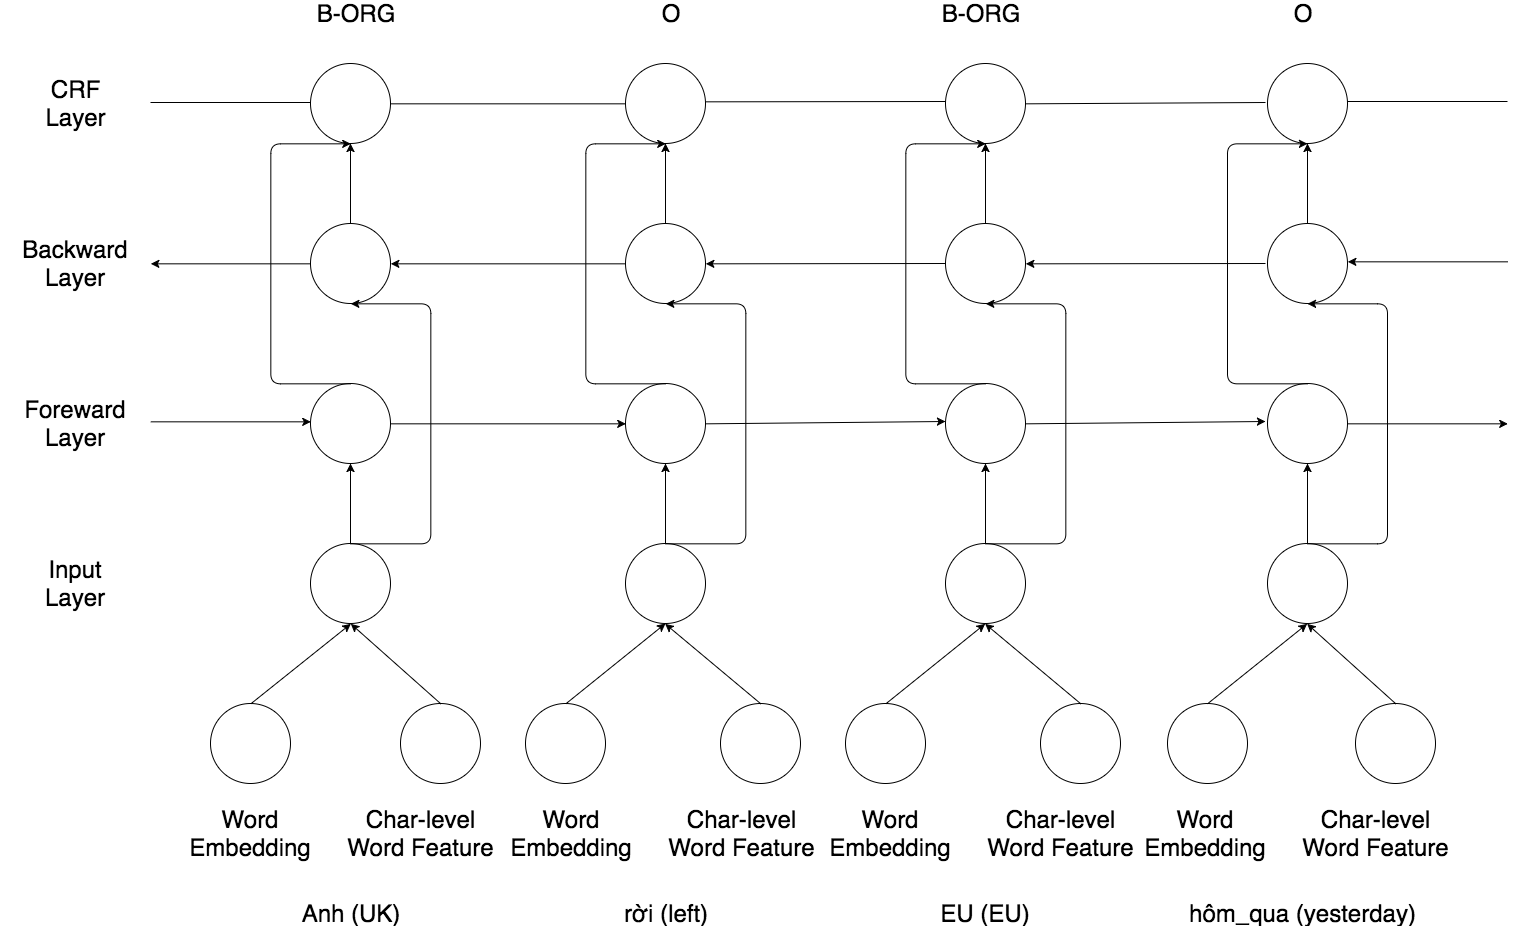 B-ORG O B-ORG O
CRF
Layer
Backward
Layer
Foreward
Layer
Input
Layer
Word Char-level Word Char-level Word Char-level Word Char-level
Embedding Word Feature Embedding Word Feature Embedding Word Feature Embedding Word Feature
Anh (UK) rời (left) EU (EU) hôm_qua (yesterday)